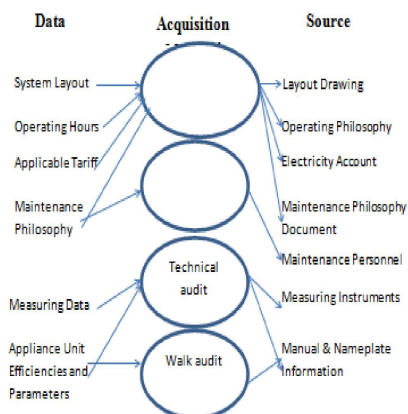 Data
Acquisition
Source
System Layout
Operating Hours
Applicable Tariff
Maintenance
Philosophy
Measuring Data
Appliance Unit
Efficiencies and
Parameters
Technical
audit
Walk audit
Layout Drawing
Operating Philosophy
Electricity Account
Maintenance Philosophy
Document
Maintenance Personnel
Measuring Instruments
Manual & Nameplate
Information